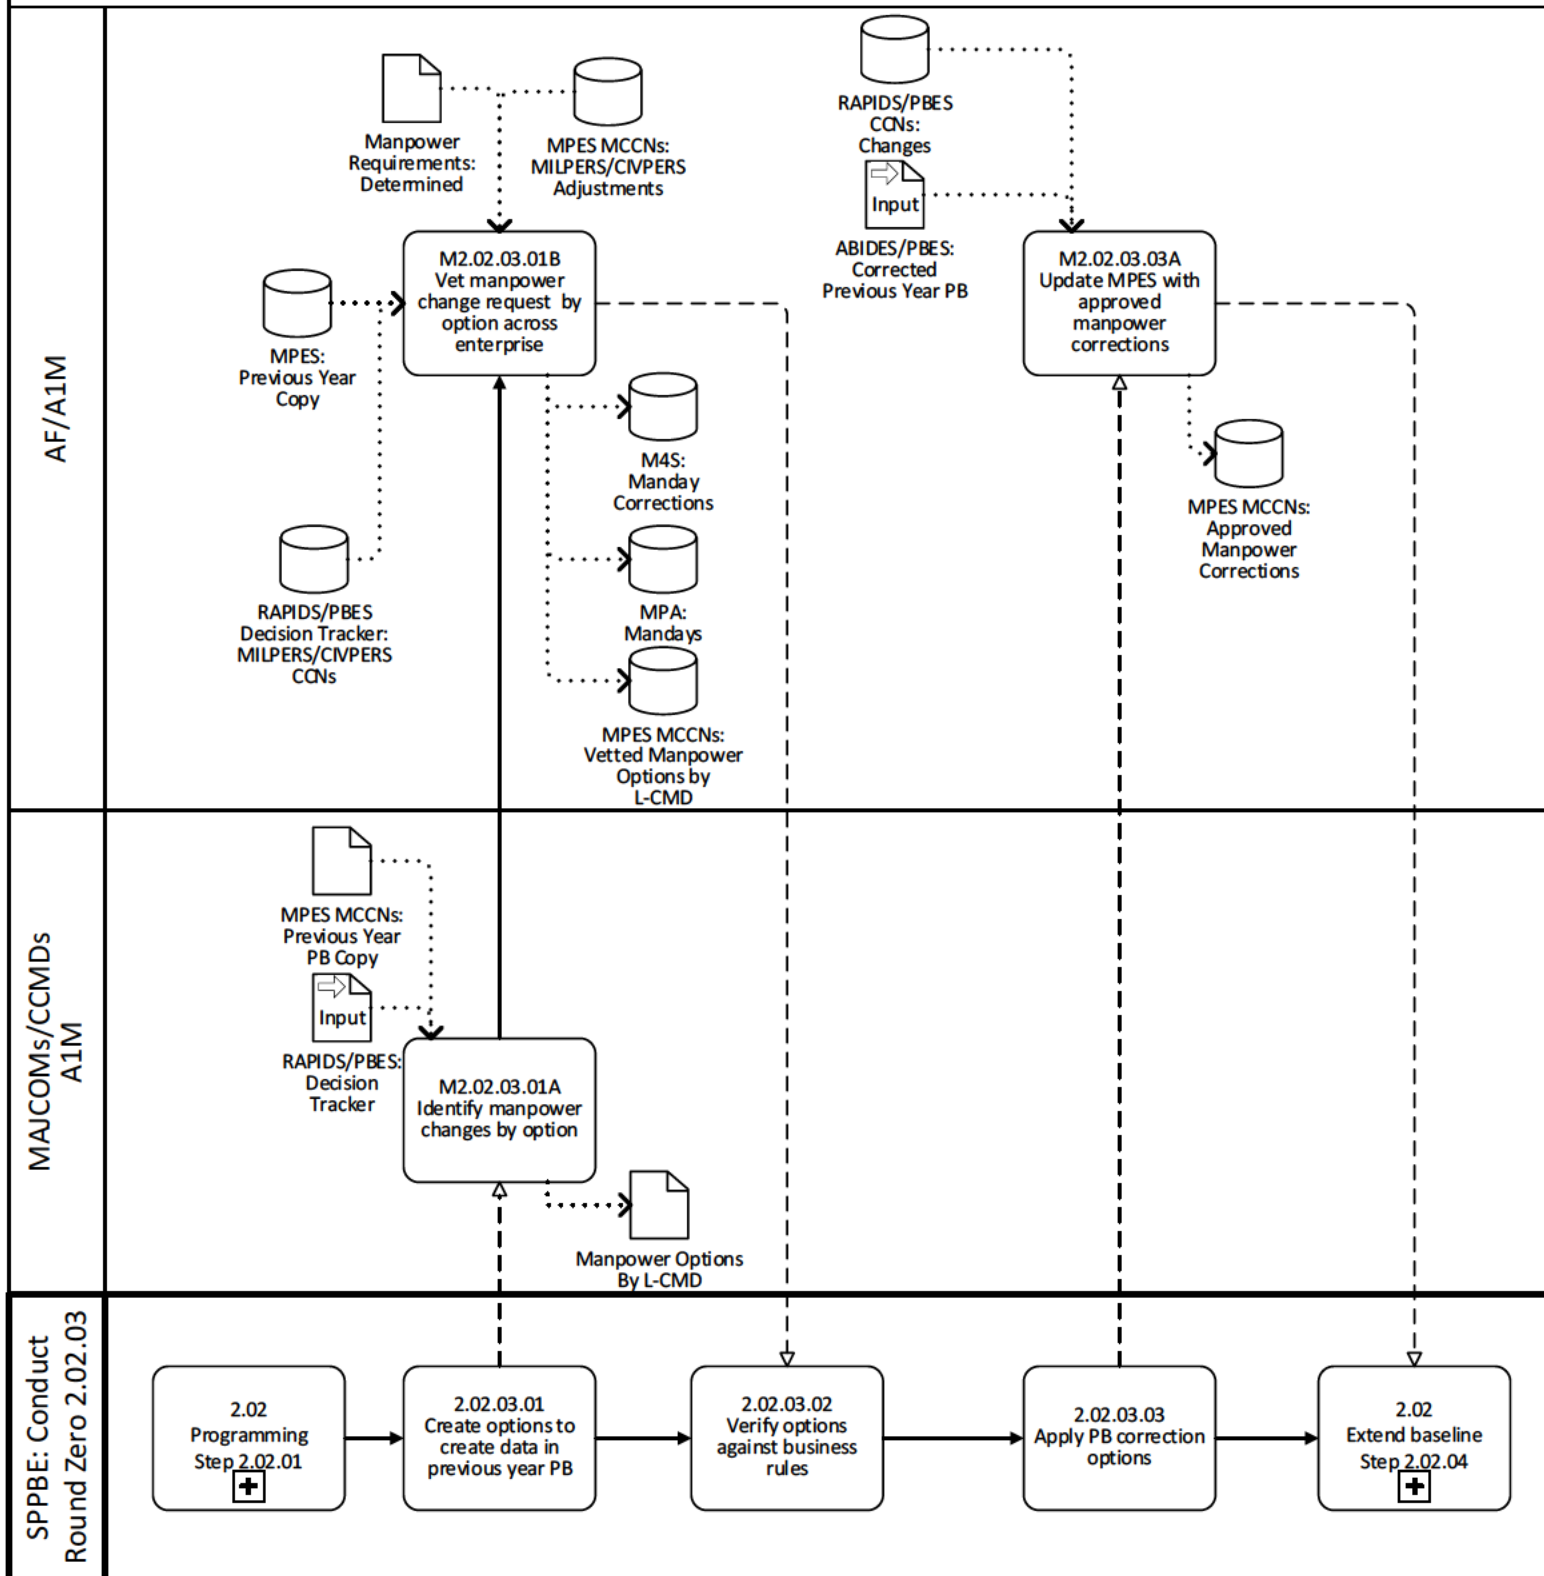 AF/A1M
Manpower
Requirements:
Determined
MPES MCCNs:
MILPERS/CIVPERS
Adjustments
RAPIDS/PBES
CCNs:
Changes
Input
ABIDES/PBES:
Corrected
Previous Year PB
M2.02.03.01B
Vet manpower
change request by
option across
enterprise
M2.02.03.03A
Update MPES with
approved
manpower
corrections
MPES:
Previous Year
Copy
M4S:
Manday
Corrections
MPES MCCNs:
Approved
Manpower
Corrections
RAPIDS/PBES
Decision Tracker:
MILPERS/CIVPERS
CCNs
MPA:
Mandays
MPES MCCNs:
Vetted Manpower
Options by
L-CMD
MAJCOMs/CCMDs
A1M
MPES MCCNs:
Previous Year
PB Copy
Input
RAPIDS/PBES:
Decision
Tracker
M2.02.03.01A
Identify manpower
changes by option
Manpower Options
By L-CMD
SPPBE: Conduct
Round Zero 2.02.03
2.02
Programming
Step 2.02.01
2.02.03.01
Create options to
create data in
previous year PB
2.02.03.02
Verify options
against business
rules
2.02.03.03
Apply PB correction
options
2.02
Extend baseline
Step 2.02.04